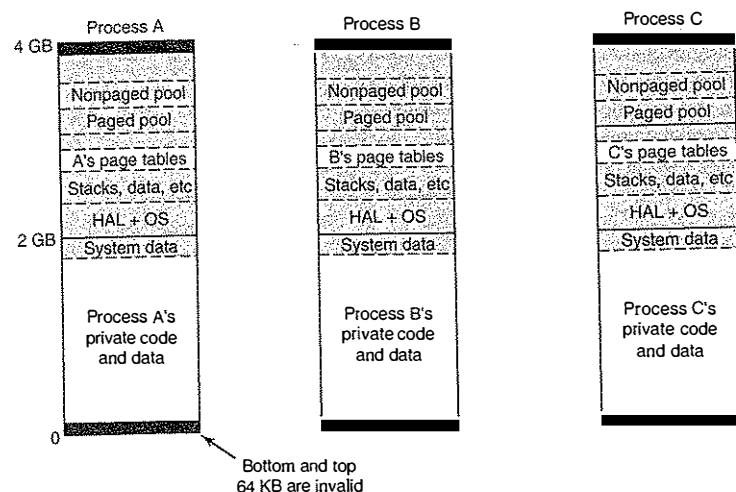 Process A
4 GB
Nonpaged pool
Paged pool
A's page tables
Stacks, data, etc
HAL + OS
2 GB
System data
Process A's
private code
and data
0
Bottom and top
64 KB are invalid
Process B
Nonpaged pool
Paged pool
B's page tables
Stacks, data, etc
HAL + OS
System data
Process B's
private code
and data
Process C
Nonpaged pool
Paged pool
C's page tables
Stacks, data, etc
HAL + OS
System data
Process C's
private code
and data